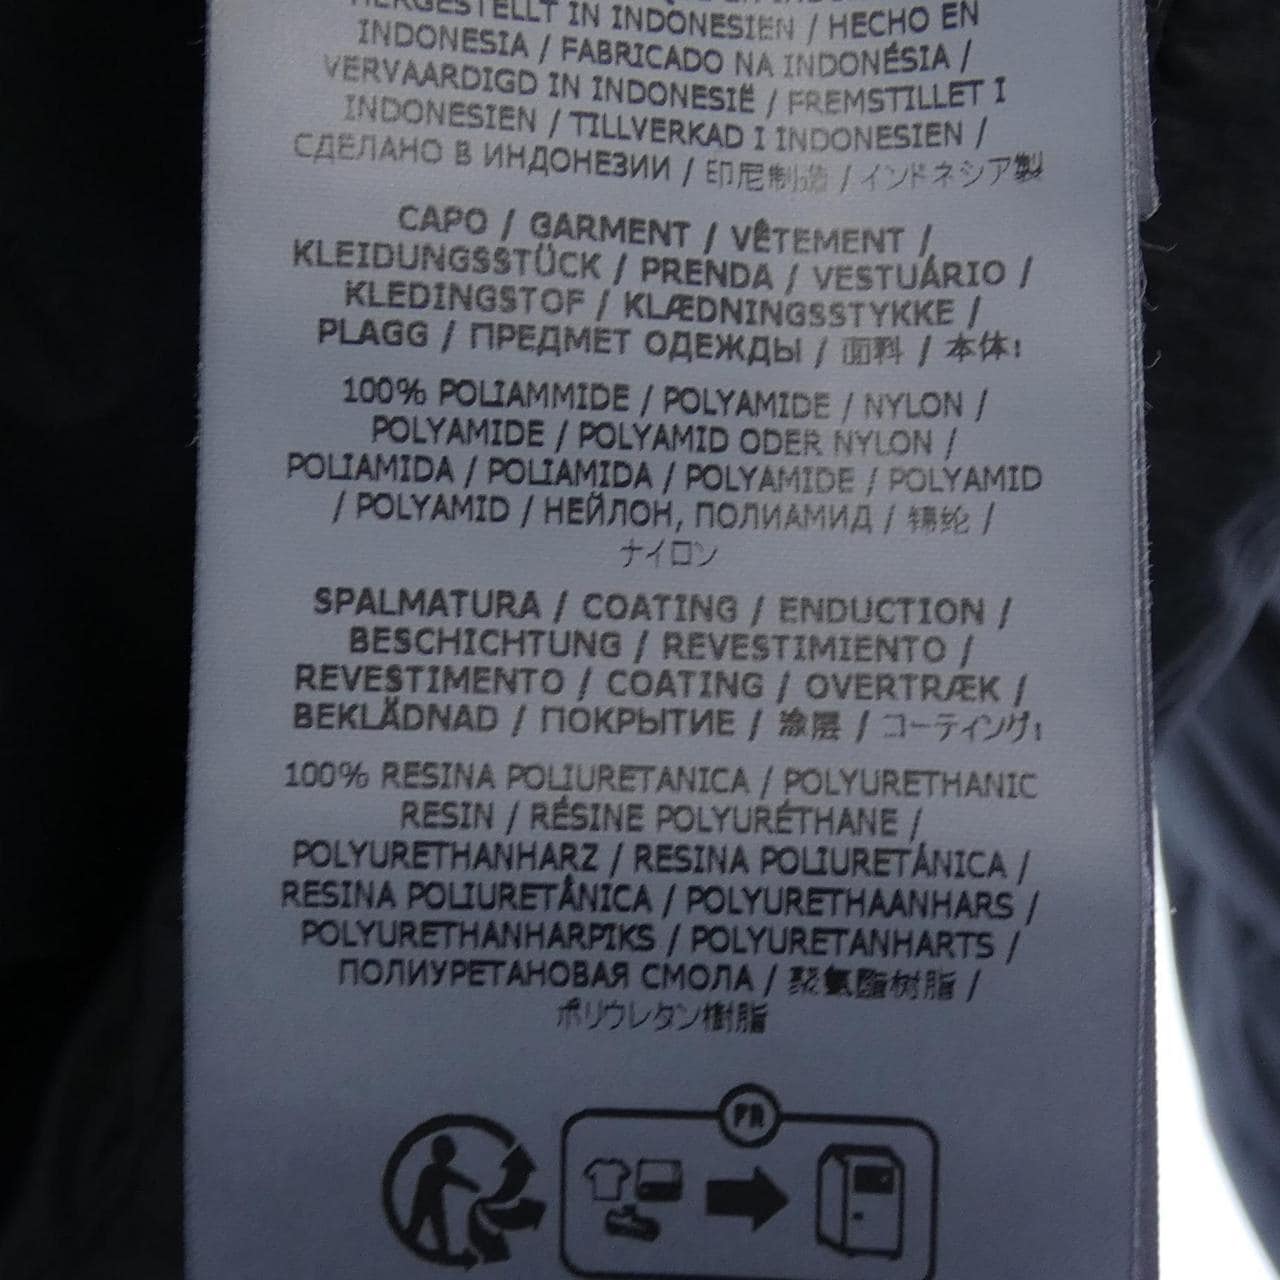 HERGESTELLT IN INDONESIEN / HECHO EN
INDONESIA / FABRICADO NA INDONÉSIA /
VERVAARDIGD IN INDONESIË / FREMSTILLET I
INDONESIEN / TILLVERKAD I INDONESIEN /
СДЕЛАНО В ИНДОНЕЗИИ / 印尼制造 / インドネシア製
CAPO / GARMENT / VÊTEMENT /
KLEIDUNGSSTÜCK / PRENDA / VESTUÁRIO /
KLEDINGSTOF / KLÆDNINGSSTYKKE /
PLAGG / ПРЕДМЕТ ОДЕЖДЫ / 面料 / 本体:
100% POLIAMMIDE / POLYAMIDE / NYLON /
POLYAMIDE / POLYAMID ODER NYLON /
POLIAMIDA / POLIAMIDA / POLYAMIDE / POLYAMID
/ POLYAMID / НЕЙЛОН, ПОЛИАМИД / 锦纶 /
ナイロン
SPALMATURA / COATING / ENDUCTION /
BESCHICHTUNG / REVESTIMIENTO /
REVESTIMENTO / COATING / OVERTRÆK /
BEKLÄDNAD / ПОКРЫТИЕ / 涂层 / コーティング:
100% RESINA POLIURETANICA / POLYURETHANIC
RESIN / RÉSINE POLYURÉTHANE /
POLYURETHANHARZ / RESINA POLIURETÁNICA /
RESINA POLIURETÂNICA / POLYURETHAANHARS /
POLYURETHANHARPIKS / POLYURETANHARTS /
ПОЛИУРЕТАНОВАЯ СМОЛА / 聚氨酯树脂 /
ポリウレタン樹脂
FR